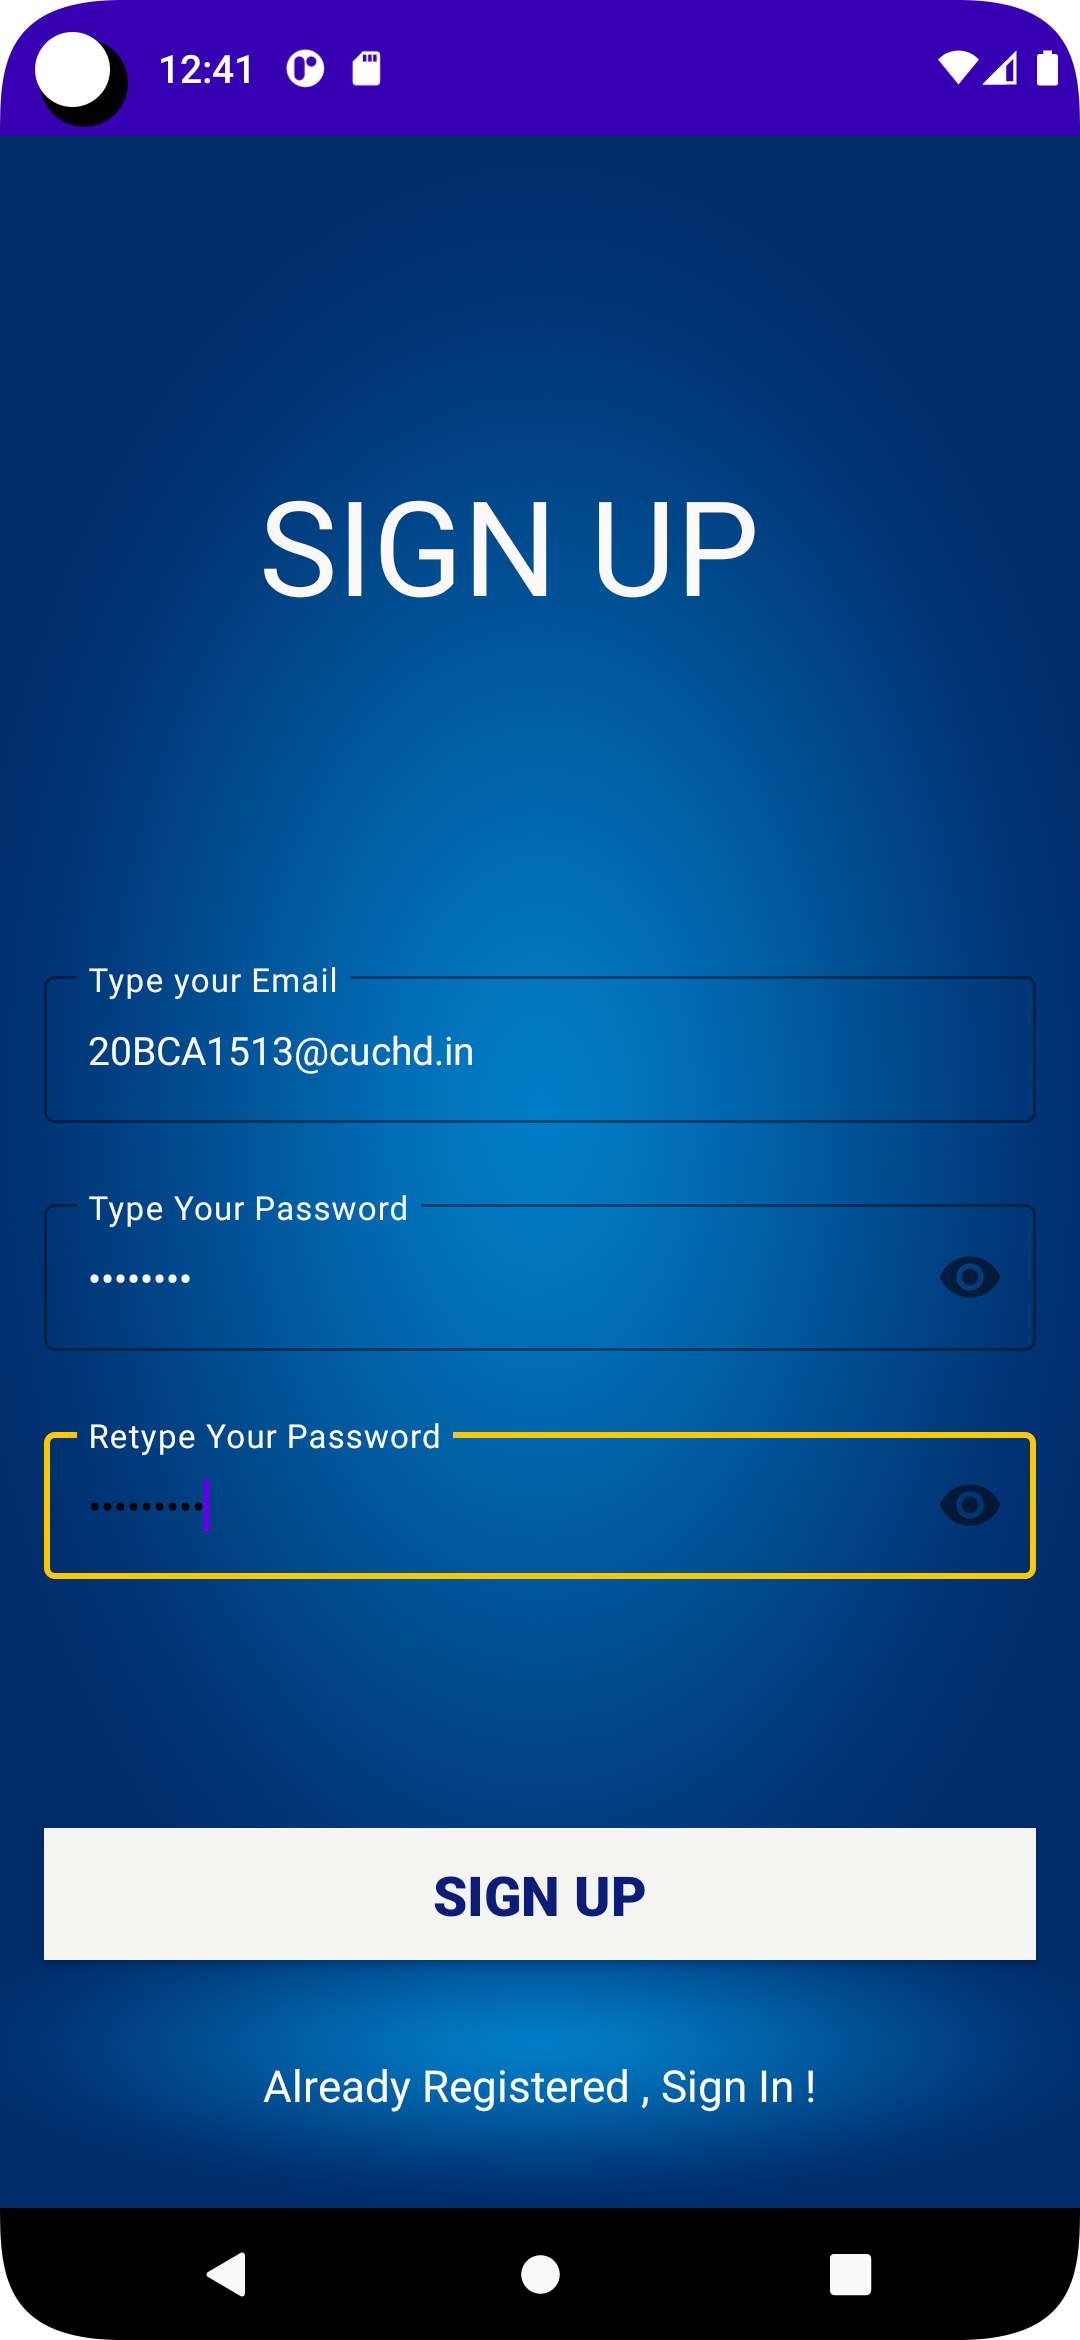 12:41
SIGN UP
Type your Email
20BCA1513@cuchd.in
Type Your Password
••••••••
Retype Your Password
•••••••••
SIGN UP
Already Registered , Sign In !